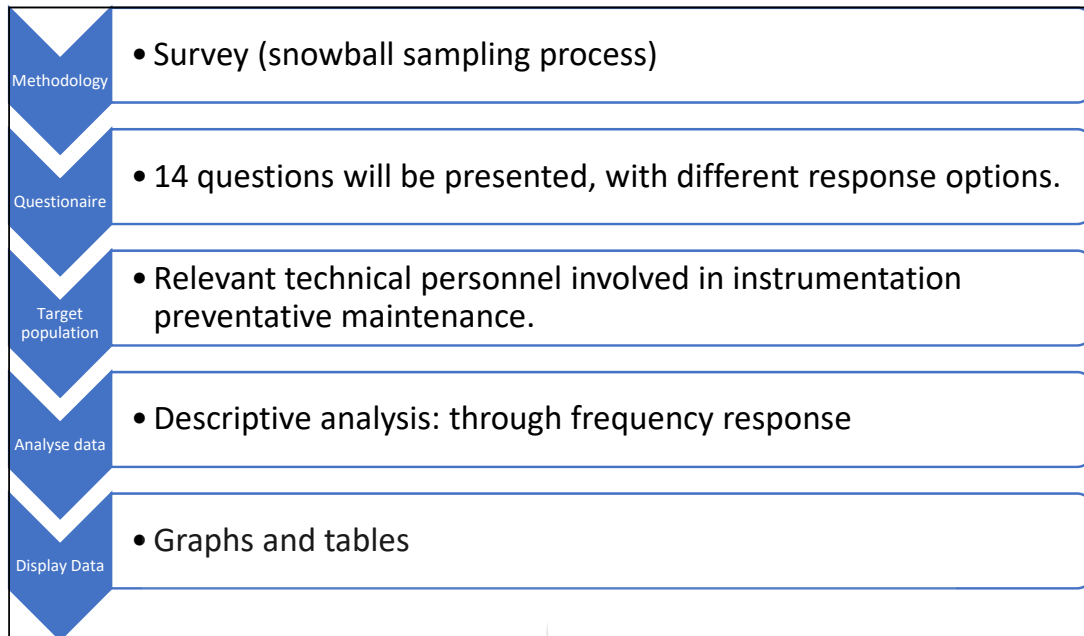 Methodology
• Survey (snowball sampling process)
Questionaire
• 14 questions will be presented, with different response options.
Target
population
• Relevant technical personnel involved in instrumentation
preventative maintenance.
Analyse data
• Descriptive analysis: through frequency response
Display Data
• Graphs and tables